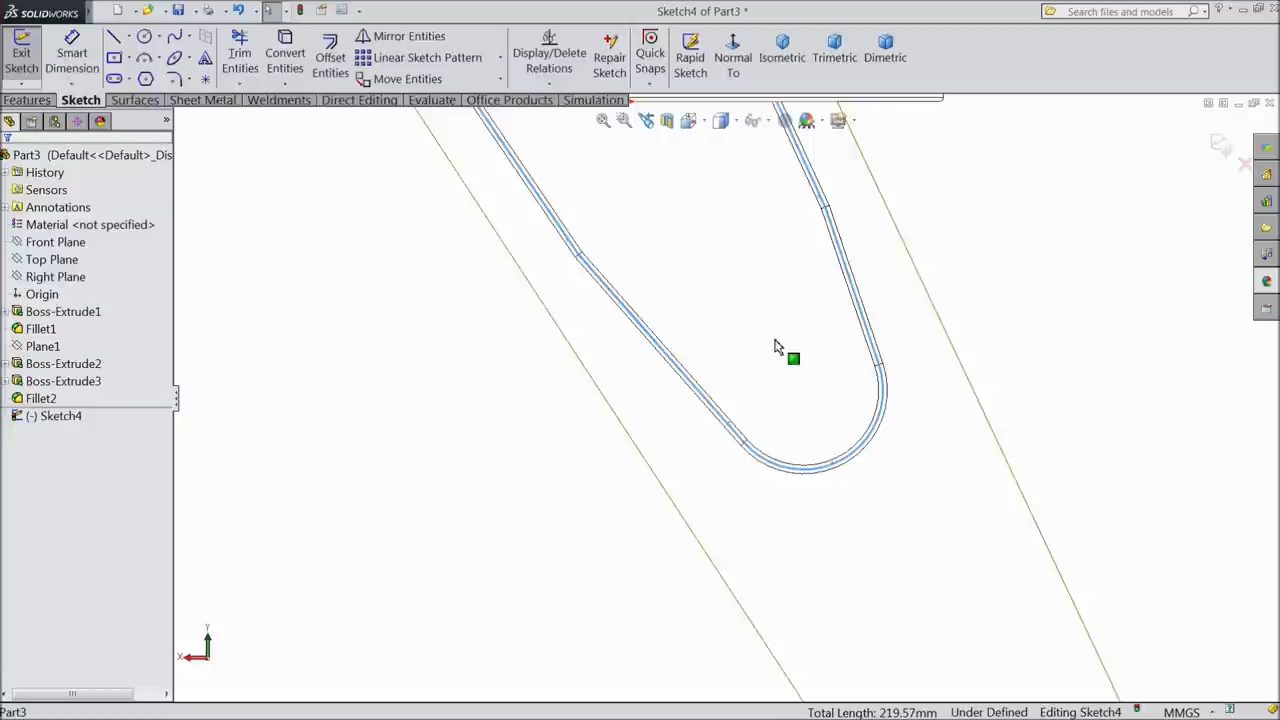 SOLIDWORKS
Sketch4 of Part3 *
Search files and models
Exit Sketch
Smart Dimension
Trim Entities
Convert Entities
Offset Entities
Mirror Entities
Linear Sketch Pattern
Move Entities
Display/Delete Relations
Repair Sketch
Quick Snaps
Rapid Sketch
Normal To
Isometric
Trimetric
Dimetric
Features
Sketch
Surfaces
Sheet Metal
Weldments
Direct Editing
Evaluate
Office Products
Simulation
Part3 (Default<<Default>_Dis
History
Sensors
Annotations
Material <not specified>
Front Plane
Top Plane
Right Plane
Origin
Boss-Extrude1
Fillet1
Plane1
Boss-Extrude2
Boss-Extrude3
Fillet2
(-) Sketch4
Y
X
Part3
Total Length: 219.57mm
Under Defined
Editing Sketch4
MMGS